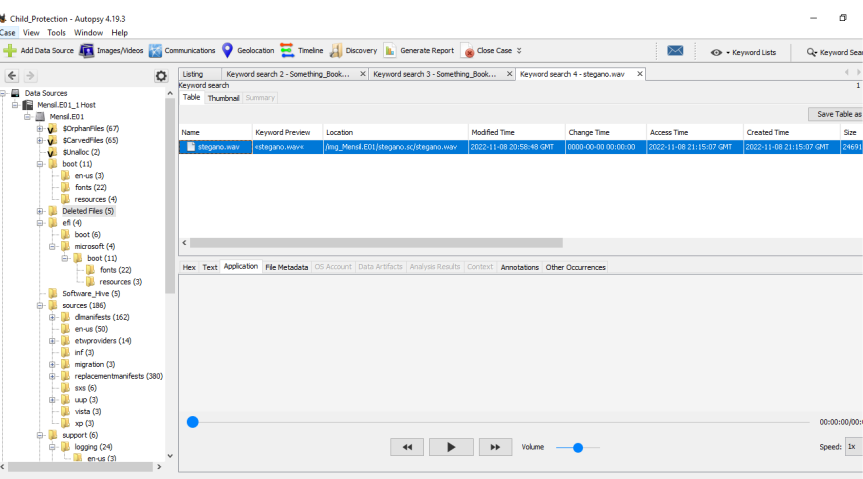 Child_Protection - Autopsy 4.19.3
Case View Tools Window Help
Add Data Source Images/Videos Communications Geolocation Timeline Discovery Generate Report Close Case Keyword Lists Keyword Sear
Listing Keyword search 2 - Something_Book... X Keyword search 3 - Something_Book... X Keyword search 4 - stegano.wav X
Keyword search 1
Table Thumbnail Summary
Save Table as
Name Keyword Preview Location Modified Time Change Time Access Time Created Time Size
stegano.wav «stegano.wav« /img_Mensil.E01/stegano.sc/stegano.wav 2022-11-08 20:58:48 GMT 0000-00-00 00:00:00 2022-11-08 21:15:07 GMT 2022-11-08 21:15:07 GMT 24691
Data Sources
Mensil.E01_1 Host
Mensil.E01
$OrphanFiles (67)
$CarvedFiles (65)
$Unalloc (2)
boot (11)
en-us (3)
fonts (22)
resources (4)
Deleted Files (5)
efi (4)
boot (6)
microsoft (4)
boot (11)
fonts (22)
resources (3)
Software_Hive (5)
sources (186)
dlmanifests (162)
en-us (50)
etwproviders (14)
inf (3)
migration (3)
replacementmanifests (380)
sxs (6)
uup (3)
vista (3)
xp (3)
support (6)
logging (24)
en-us (3)
Hex Text Application File Metadata OS Account Data Artifacts Analysis Results Context Annotations Other Occurrences
00:00:00/00:
Volume
Speed: 1x